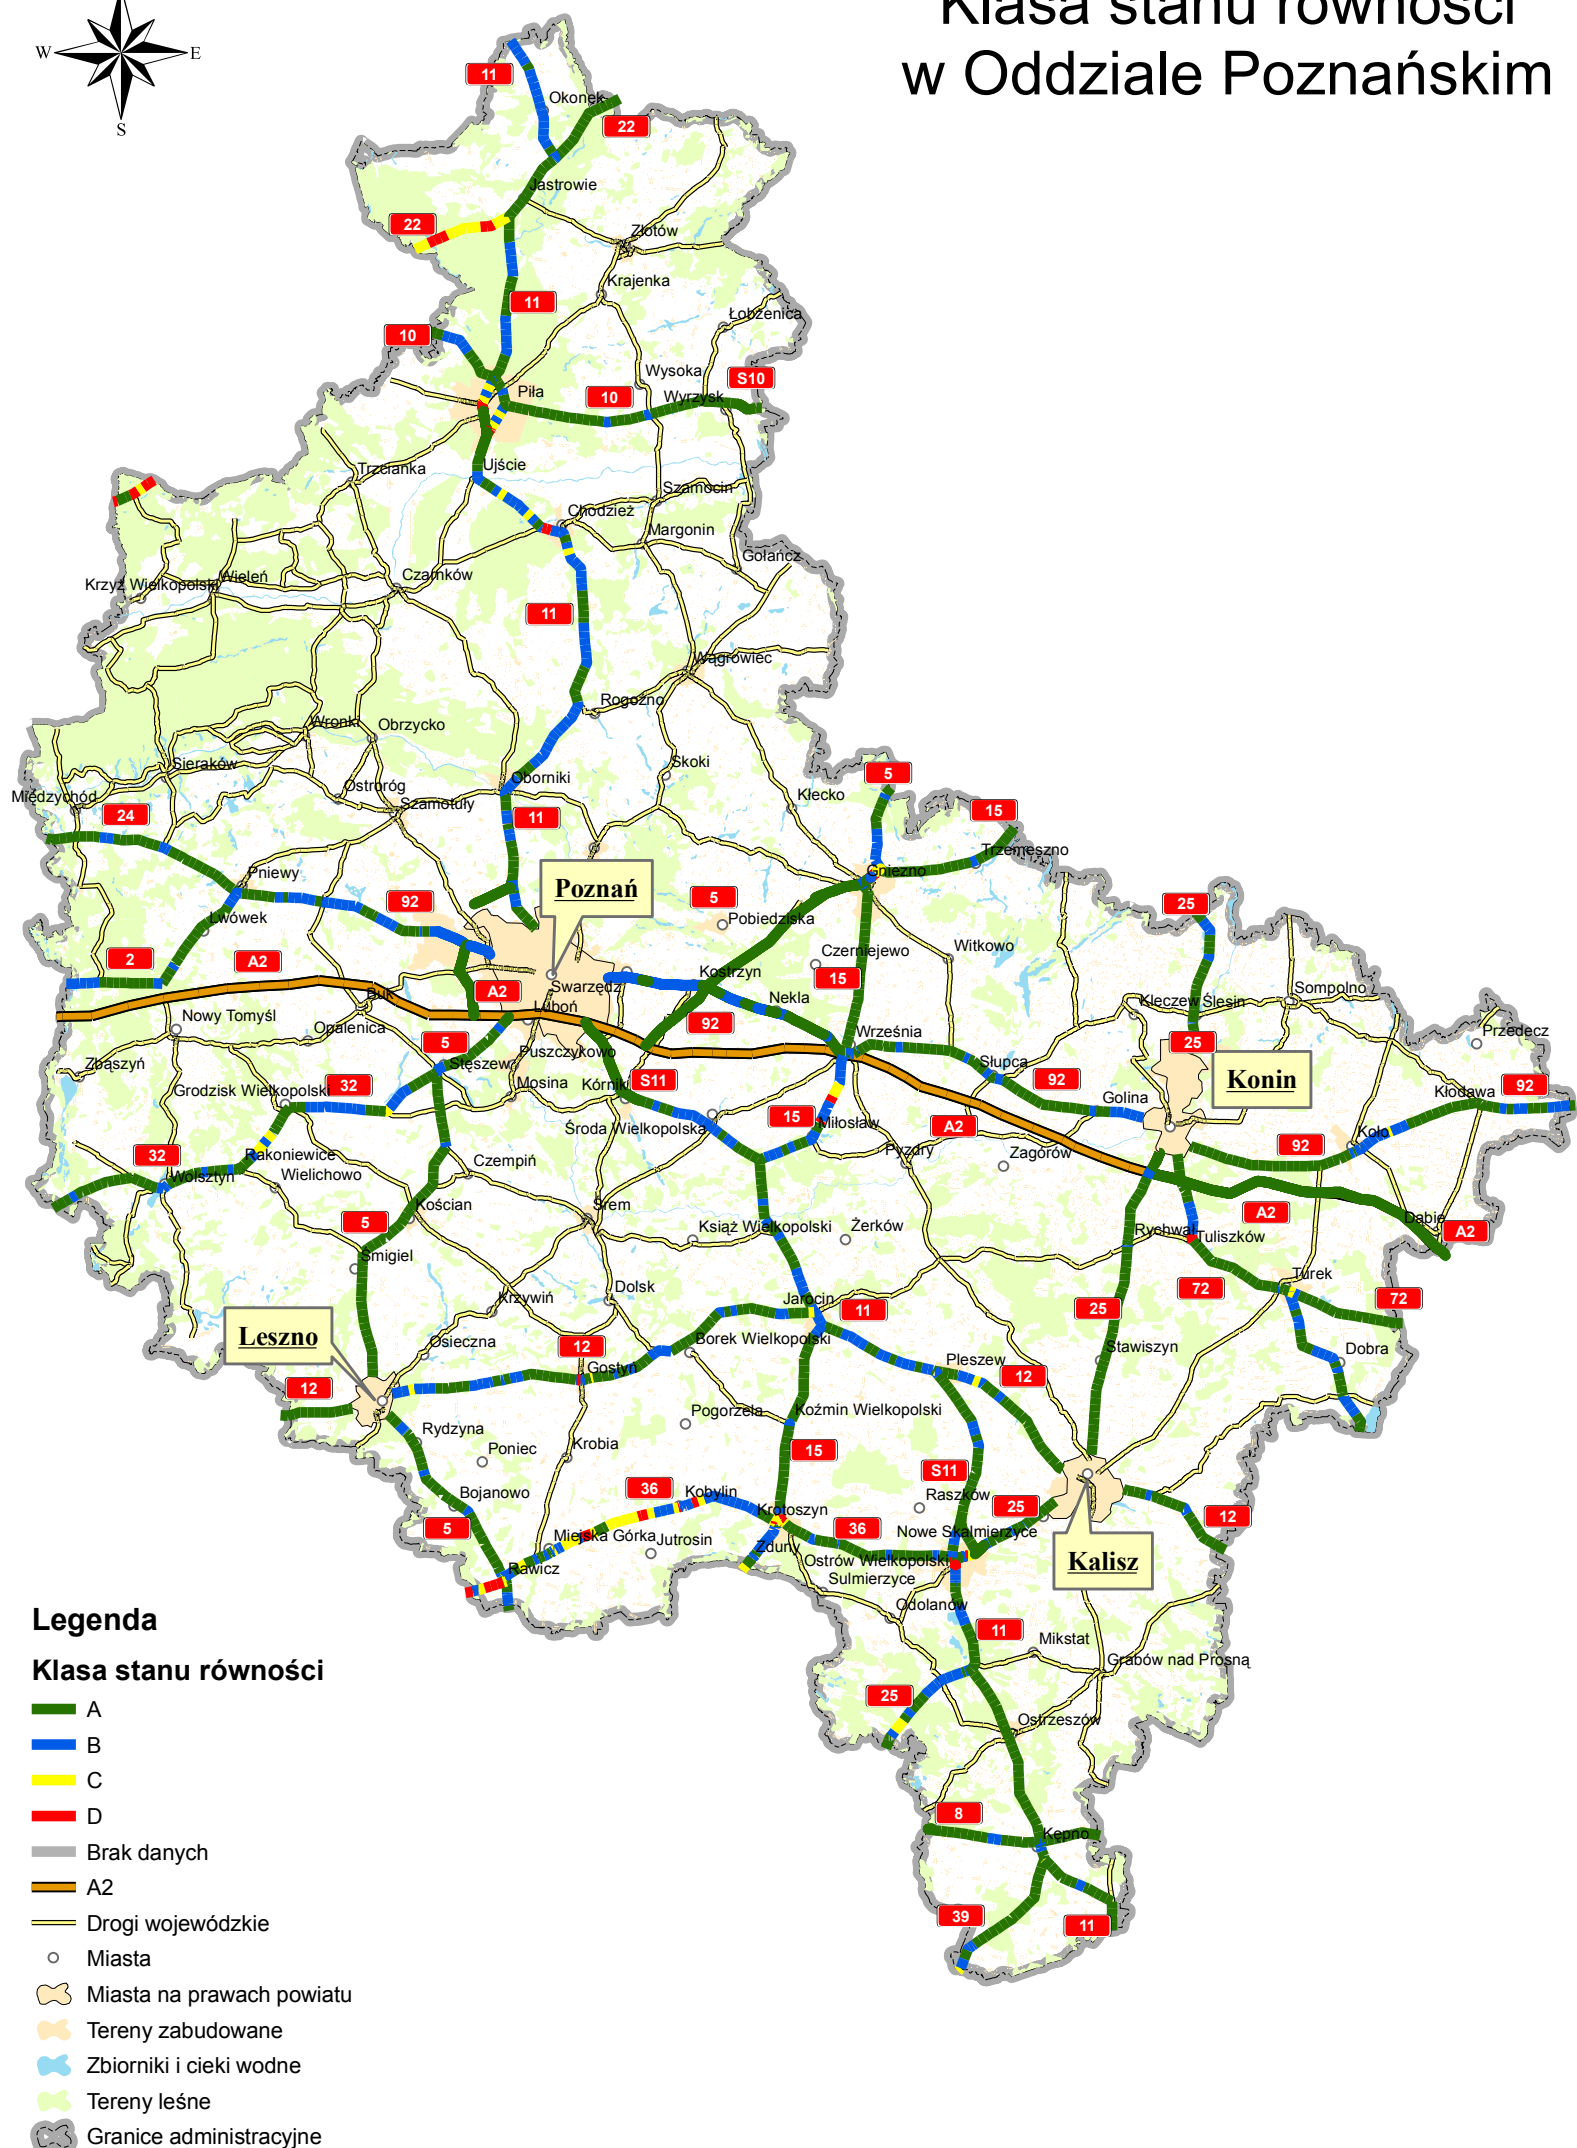 Klasa stanu równości
w Oddziale Poznańskim
W E
S
11
Okonek
22
Jastrowie
22
Złotów
Krajenka
11
Łobżenica
10
Wysoka
S10
Piła
10
Wyrzysk
Ujście
Trzcianka
Szamocin
Chodzież
Margonin
Gołańcz
Czarnków
Wieleń
Krzyż Wielkopolski
11
Wągrowiec
Rogoźno
Wronki
Obrzycko
Sieraków
Skoki
Oborniki
5
Międzychód
Ostroróg
Kłecko
Szamotuły
24
11
15
Trzemeszno
Pniewy
Gniezno
Poznań
92
5
25
Lwówek
Pobiedziska
Witkowo
Czerniejewo
2
A2
Kostrzyn
15
Swarzędz
A2
Nekla
Sompolno
Buk
Kleczew
Ślesin
Luboń
Nowy Tomyśl
Opalenica
92
Września
Przedecz
5
25
Puszczykowo
Zbąszyń
Stęszew
Słupca
Konin
Grodzisk Wielkopolski
32
Mosina
Kórnik
S11
92
Golina
Kłodawa
92
Środa Wielkopolska
15
Miłosław
A2
Koło
92
32
Rakoniewice
Pyzdry
Zagórów
Wolsztyn
Wielichowo
Czempiń
Kościan
Śrem
5
Książ Wielkopolski
Żerków
Rychwał
Tuliszków
A2
Dąbie
A2
Śmigiel
Turek
72
Krzywiń
Dolsk
Jarocin
11
25
72
Leszno
Osieczna
12
Borek Wielkopolski
Stawiszyn
Dobra
Gostyń
Pleszew
12
12
Pogorzela
Koźmin Wielkopolski
Rydzyna
Poniec
Krobia
15
S11
36
Kobylin
Bojanowo
Raszków
25
Krotoszyn
5
36
12
Miejska Górka
Jutrosin
Nowe Skalmierzyce
Zduny
Ostrów Wielkopolski
Kalisz
Rawicz
Sulmierzyce
Odolanów
11
Mikstat
Grabów nad Prosną
25
Ostrzeszów
8
Kępno
39
11
Legenda
Klasa stanu równości
A
B
C
D
Brak danych
A2
Drogi wojewódzkie
Miasta
Miasta na prawach powiatu
Tereny zabudowane
Zbiorniki i cieki wodne
Tereny leśne
Granice administracyjne